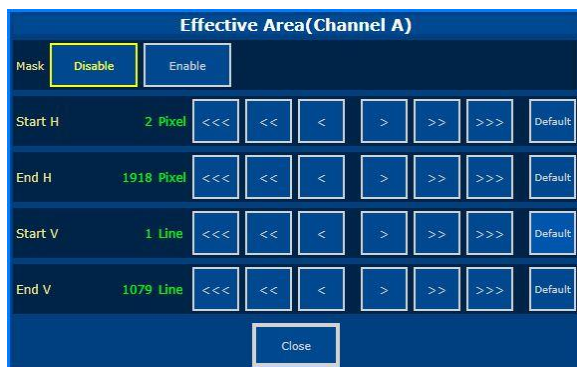 Effective Area(Channel A)
Mask Disable Enable
Start H 2 Pixel <<< << < > >> >>> Default
End H 1918 Pixel <<< << < > >> >>> Default
Start V 1 Line <<< << < > >> >>> Default
End V 1079 Line <<< << < > >> >>> Default
Close